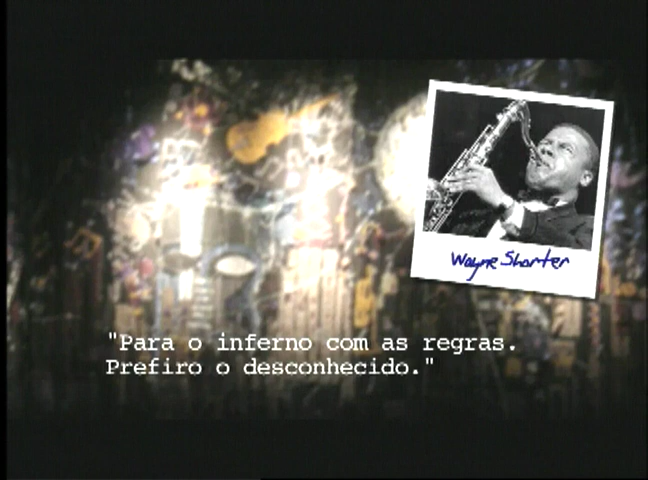 Wayne Shorter
"Para o inferno com as regras.
Prefiro o desconhecido."